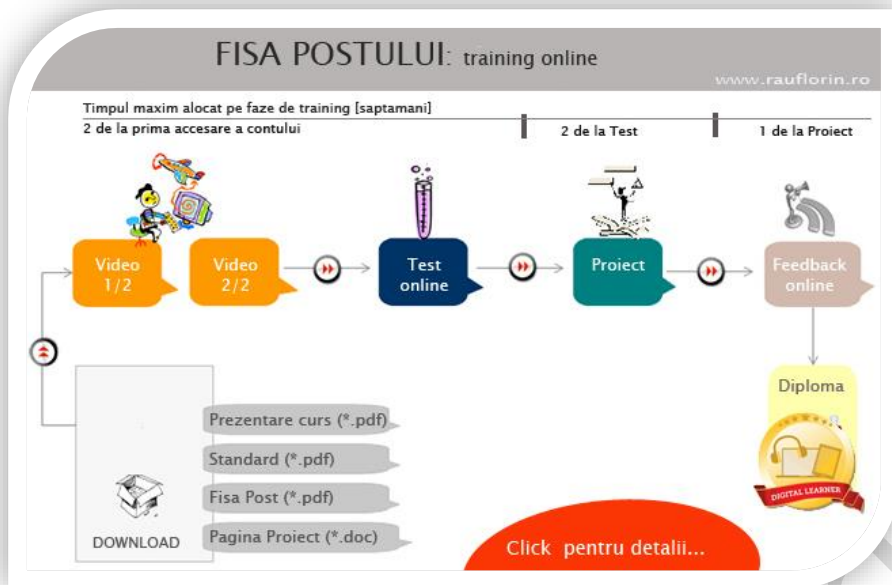 FISA POSTULUI: training online
www.rauflorin.ro
Timpul maxim alocat pe faze de training [saptamani]
2 de la prima accesare a contului
2 de la Test
1 de la Proiect
Video
1/2
Video
2/2
Test
online
Proiect
Feedback
online
Diploma
DIGITAL LEARNER
Prezentare curs (*.pdf)
Standard (*.pdf)
Fisa Post (*.pdf)
Pagina Proiect (*.doc)
DOWNLOAD
Click pentru detalii...